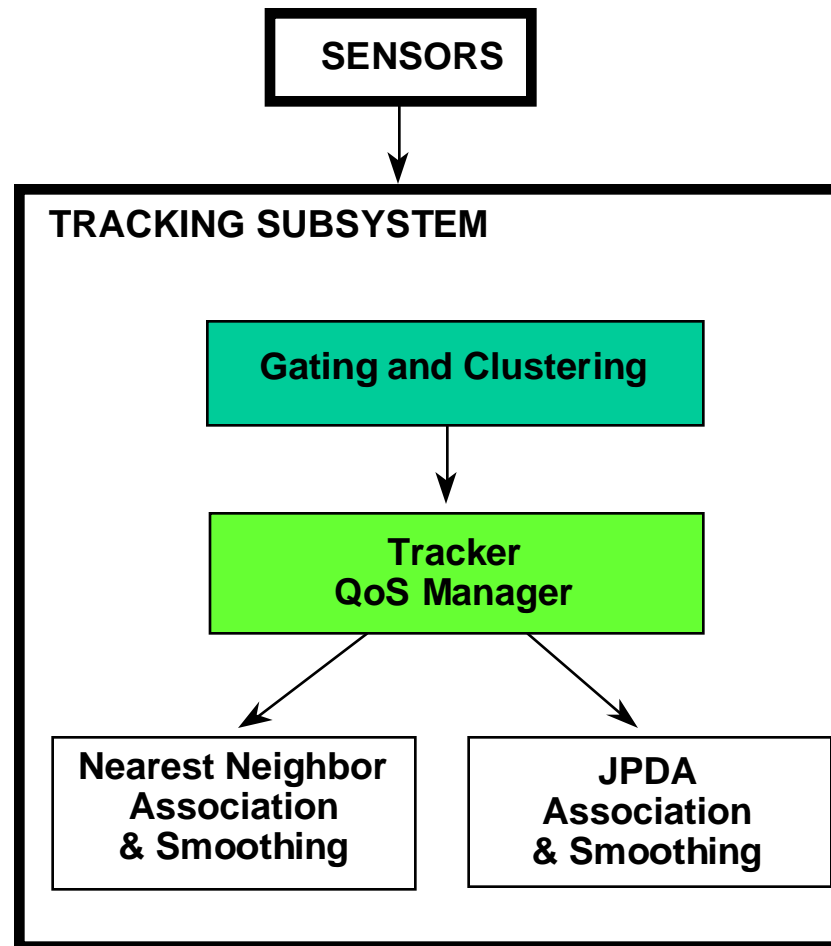 SENSORS
TRACKING SUBSYSTEM
Gating and Clustering
Tracker
QoS Manager
Nearest Neighbor
Association
& Smoothing
JPDA
Association
& Smoothing